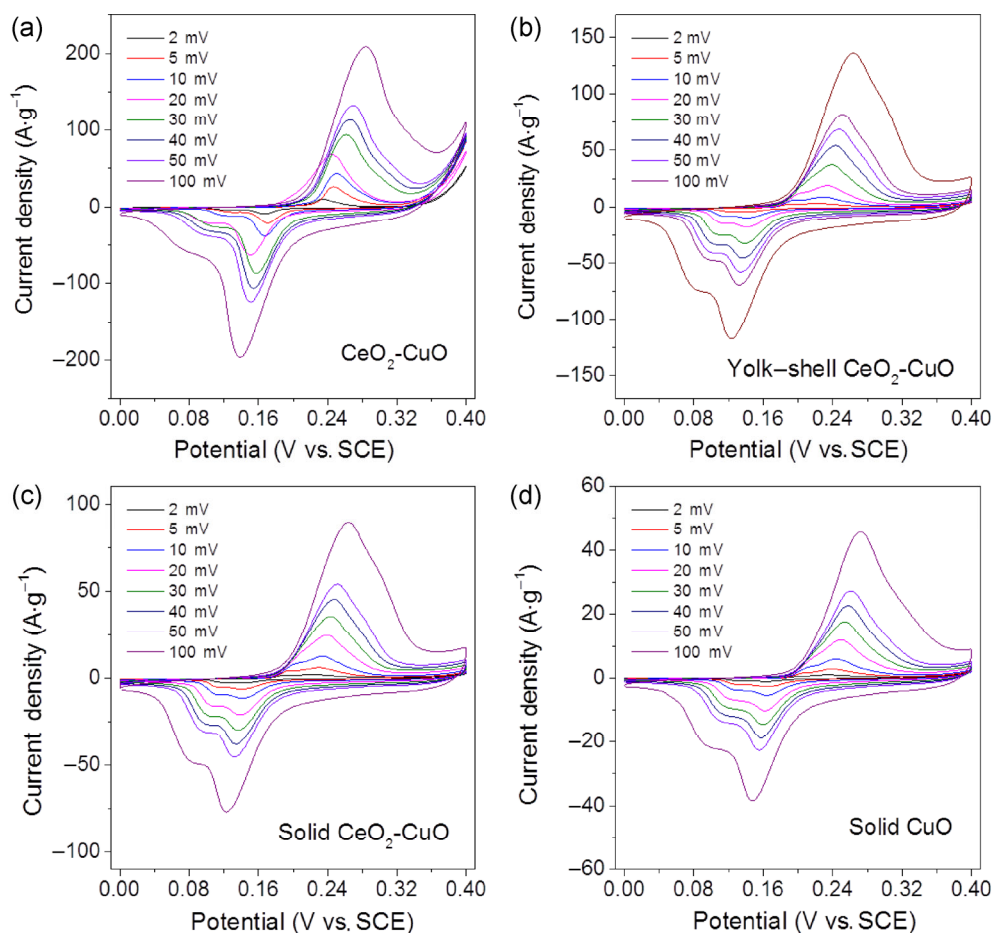 (a)
Current density (A·g⁻¹)
200
100
0
−100
−200
2 mV
5 mV
10 mV
20 mV
30 mV
40 mV
50 mV
100 mV
CeO₂-CuO
0.00 0.08 0.16 0.24 0.32 0.40
Potential (V vs. SCE)
(b)
Current density (A·g⁻¹)
150
100
50
0
−50
−100
−150
2 mV
5 mV
10 mV
20 mV
30 mV
40 mV
50 mV
100 mV
Yolk–shell CeO₂-CuO
0.00 0.08 0.16 0.24 0.32 0.40
Potential (V vs. SCE)
(c)
Current density (A·g⁻¹)
100
50
0
−50
−100
2 mV
5 mV
10 mV
20 mV
30 mV
40 mV
50 mV
100 mV
Solid CeO₂-CuO
0.00 0.08 0.16 0.24 0.32 0.40
Potential (V vs. SCE)
(d)
Current density (A·g⁻¹)
60
40
20
0
−20
−40
−60
2 mV
5 mV
10 mV
20 mV
30 mV
40 mV
50 mV
100 mV
Solid CuO
0.00 0.08 0.16 0.24 0.32 0.40
Potential (V vs. SCE)